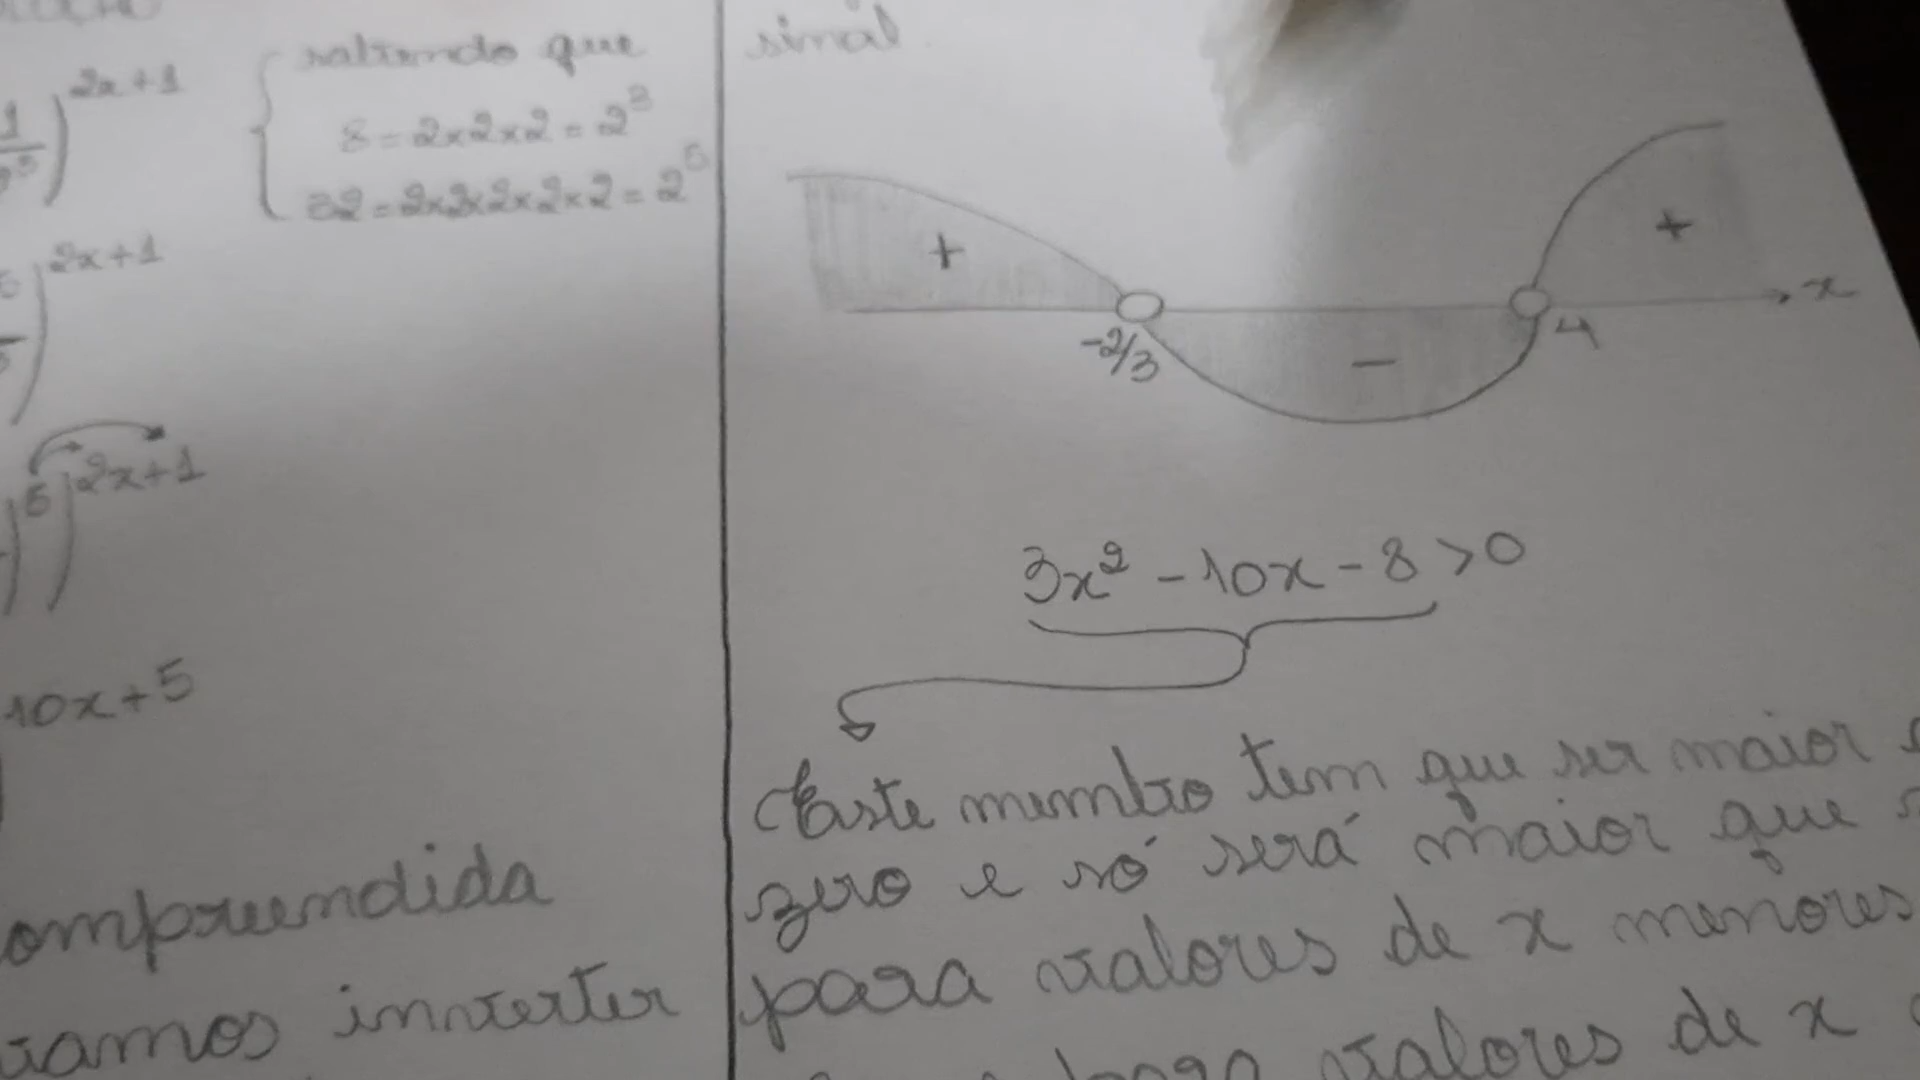 sabendo que
8 = 2x2x2 = 2³
32 = 2x2x2x2x2 = 2⁵
2x+1
2x+1
5 2x+1
10x+5
ompreendida
vamos inverter
sinal.
+ - +
-2/3 4 x
3x² - 10x - 8 > 0
Este membro tem que ser maior
zero e só será maior que
para valores de x menores
valores de x